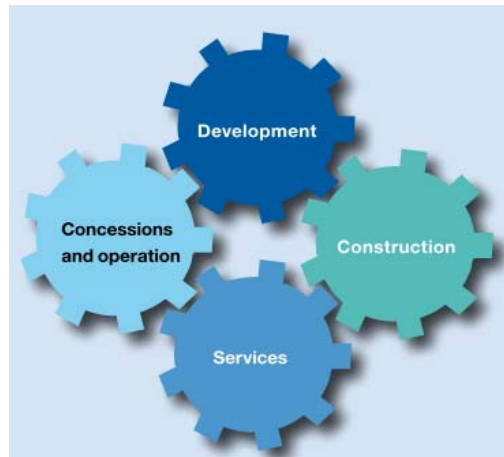 Development
Concessions
and operation
Construction
Services